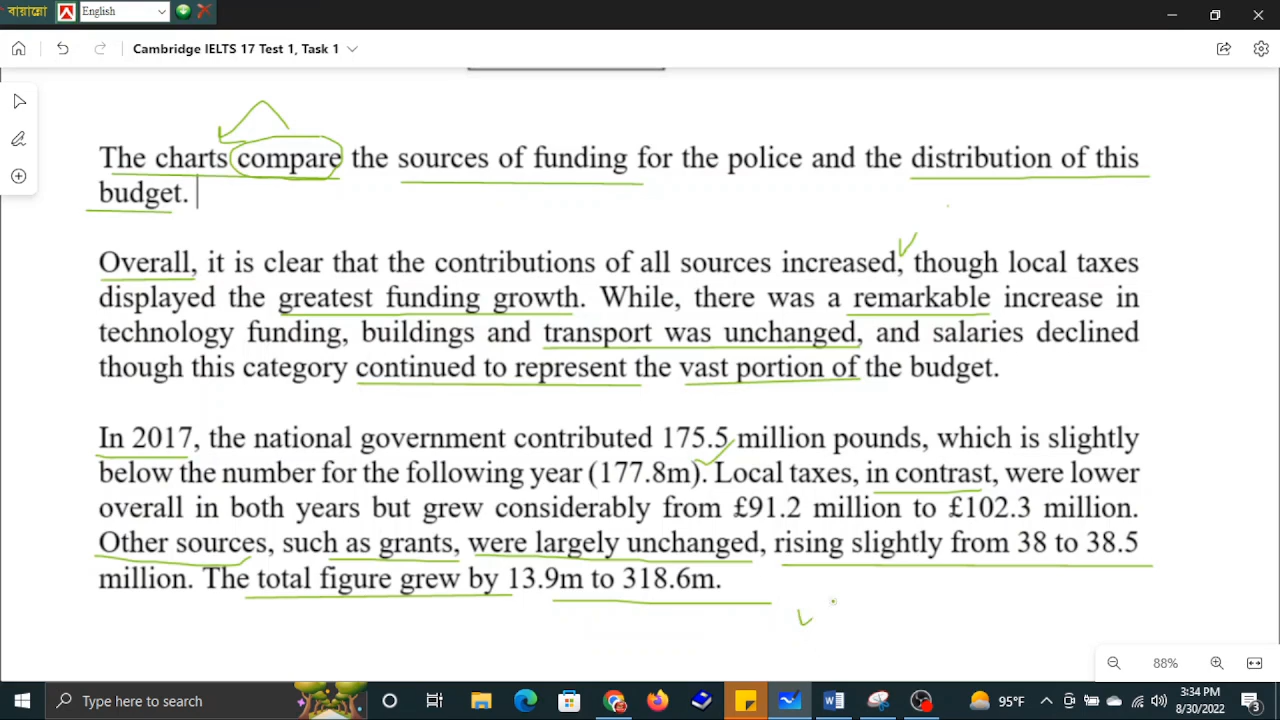 বায়ান্নো English
Cambridge IELTS 17 Test 1, Task 1
The charts compare the sources of funding for the police and the distribution of this
budget.
Overall, it is clear that the contributions of all sources increased, though local taxes
displayed the greatest funding growth. While, there was a remarkable increase in
technology funding, buildings and transport was unchanged, and salaries declined
though this category continued to represent the vast portion of the budget.
In 2017, the national government contributed 175.5 million pounds, which is slightly
below the number for the following year (177.8m). Local taxes, in contrast, were lower
overall in both years but grew considerably from £91.2 million to £102.3 million.
Other sources, such as grants, were largely unchanged, rising slightly from 38 to 38.5
million. The total figure grew by 13.9m to 318.6m.
88%
Type here to search
95°F
3:34 PM
8/30/2022
3